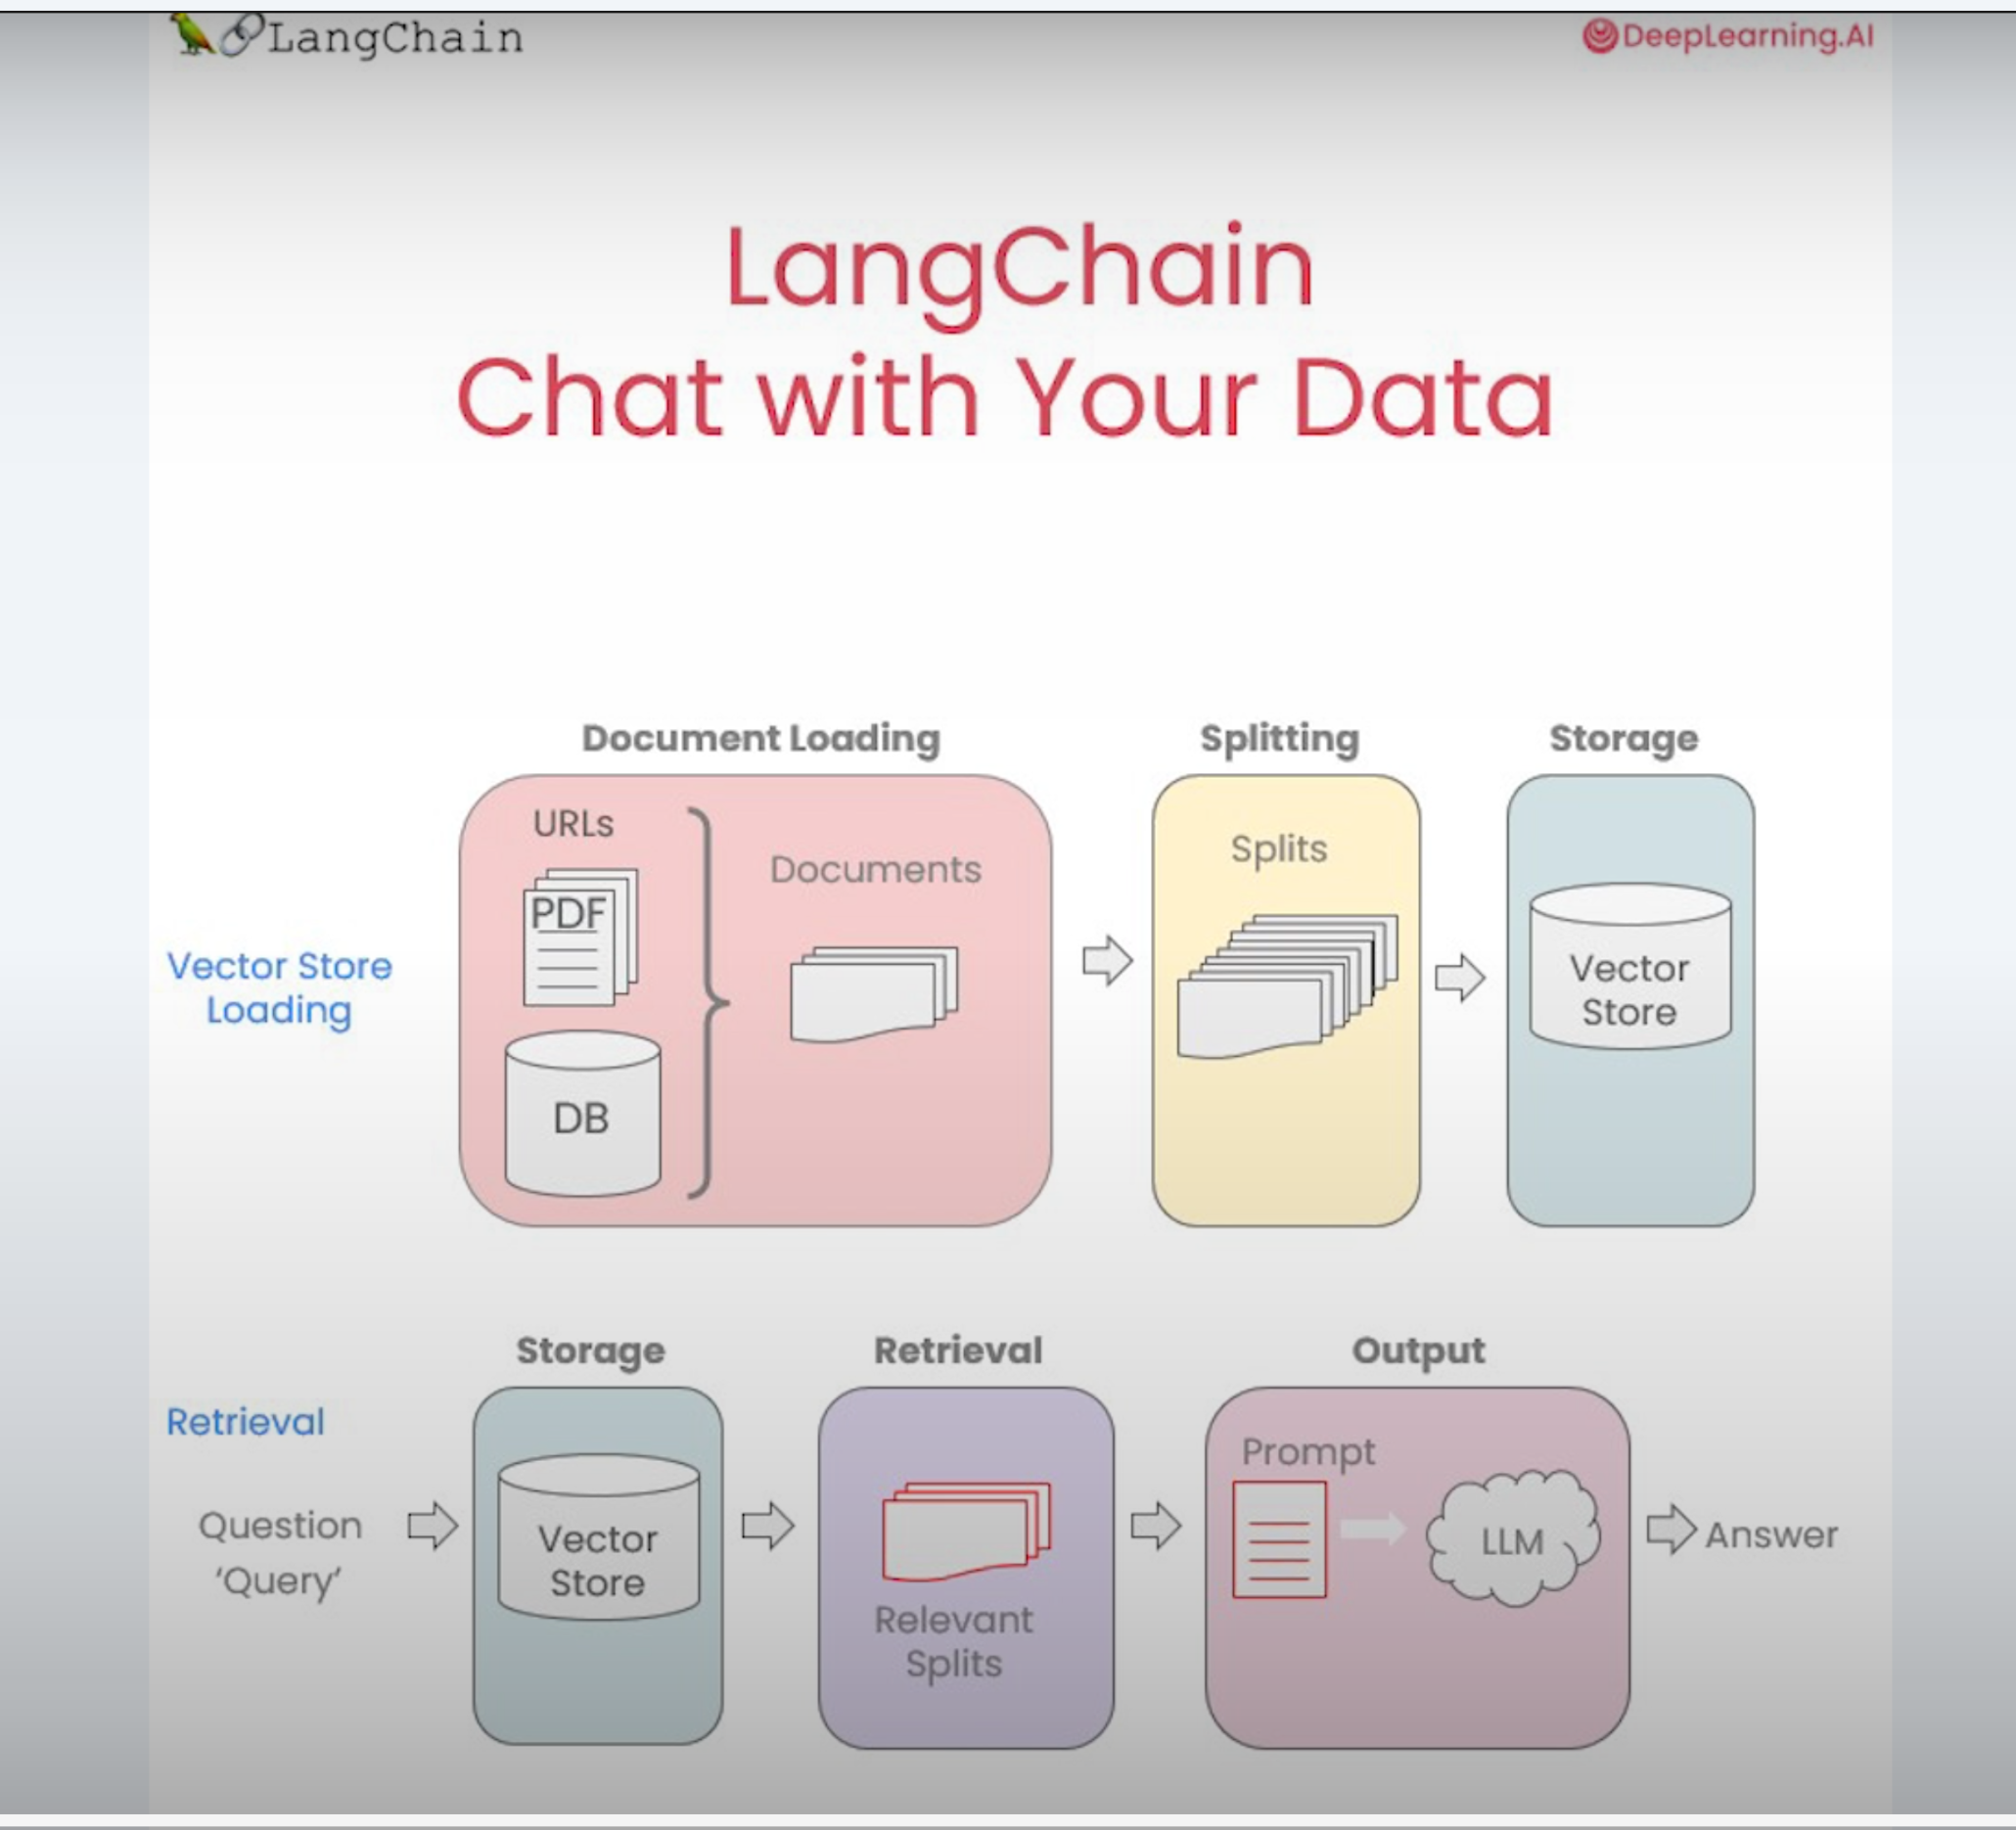 LangChain
DeepLearning.AI
LangChain
Chat with Your Data
Document Loading
Splitting
Storage
URLs
PDF
DB
Documents
Splits
Vector
Store
Vector Store
Loading
Storage
Retrieval
Output
Retrieval
Question
‘Query’
Vector
Store
Relevant
Splits
Prompt
LLM
Answer